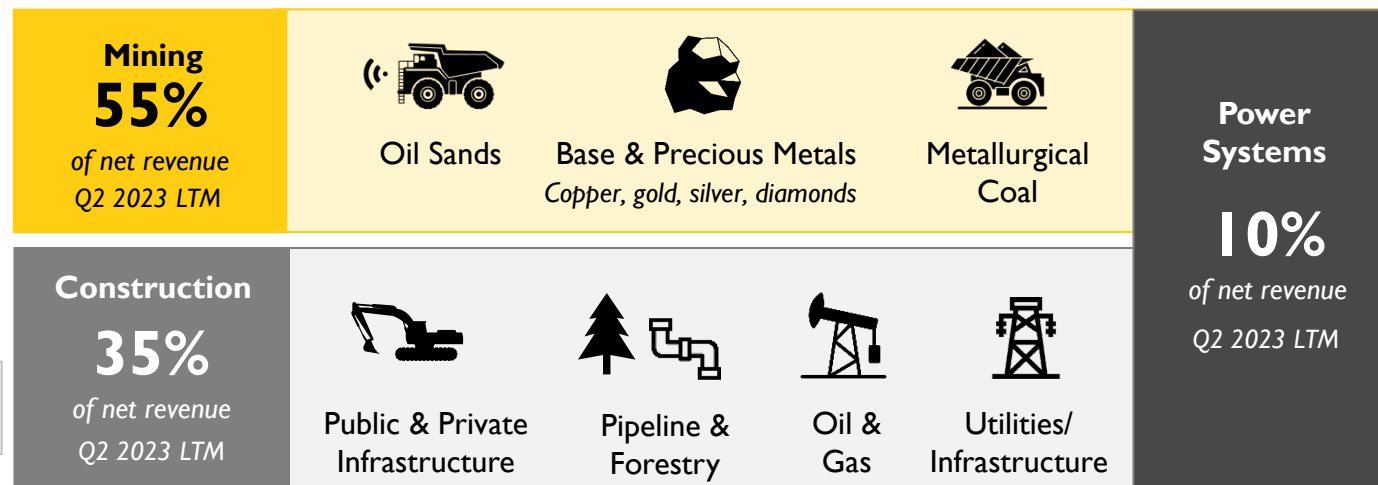 Mining
55%
of net revenue
Q2 2023 LTM
Oil Sands
Base & Precious Metals
Copper, gold, silver, diamonds
Metallurgical
Coal
Construction
35%
of net revenue
Q2 2023 LTM
Public & Private
Infrastructure
Pipeline &
Forestry
Oil &
Gas
Utilities/
Infrastructure
Power
Systems
10%
of net revenue
Q2 2023 LTM